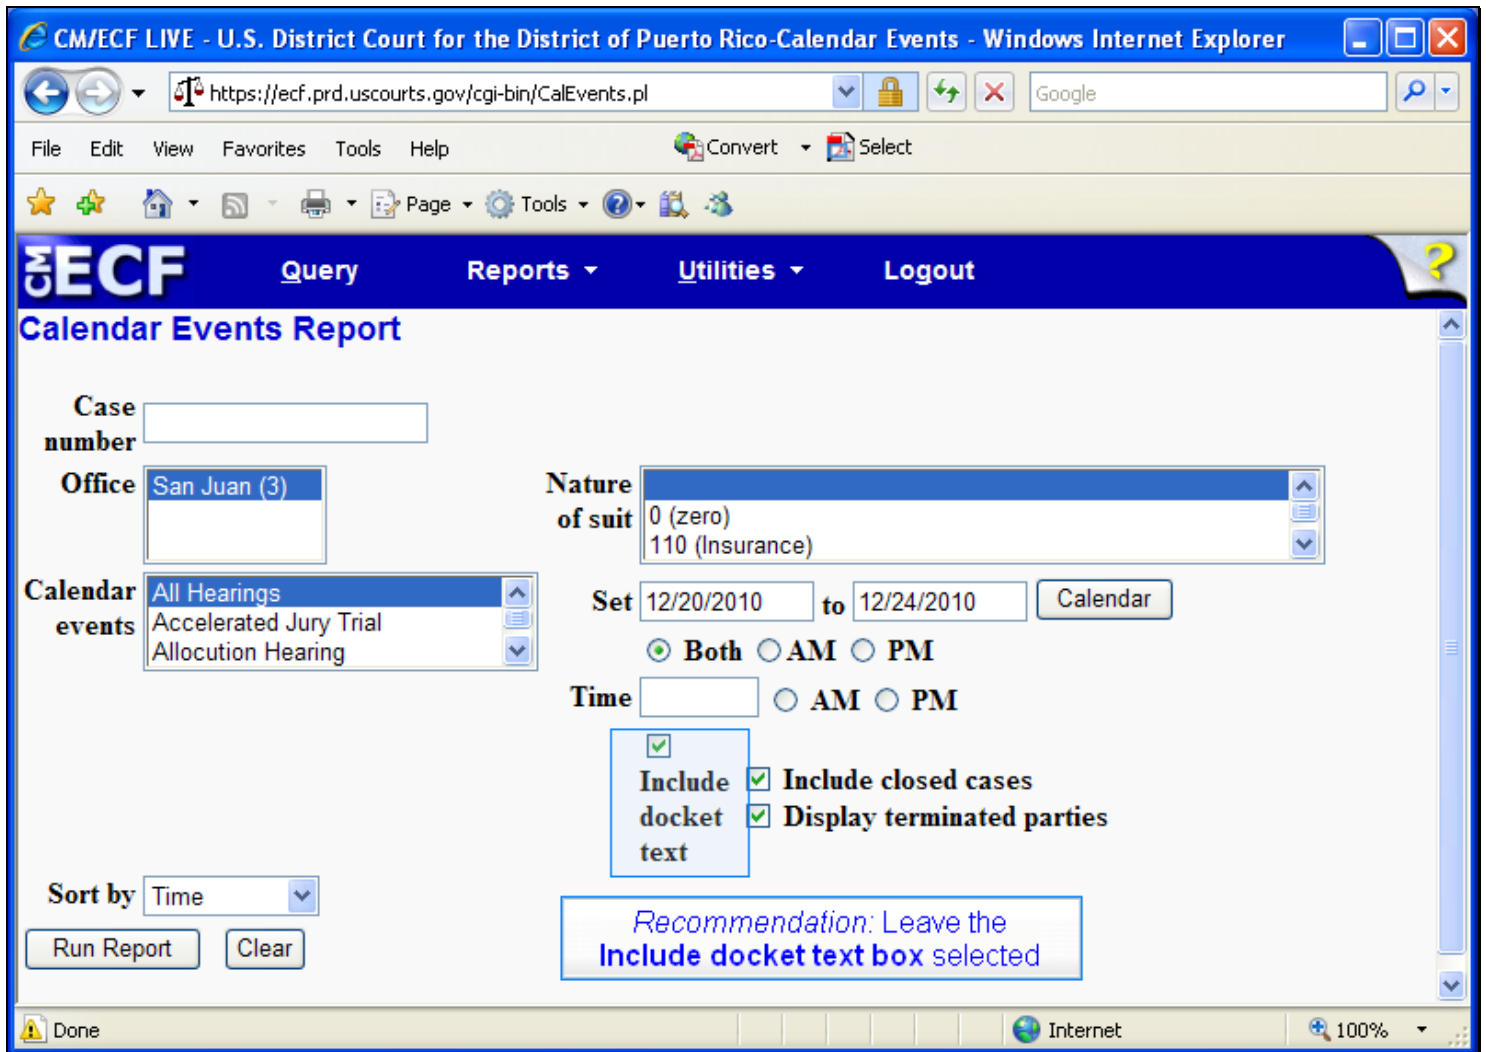 CM/ECF LIVE - U.S. District Court for the District of Puerto Rico-Calendar Events - Windows Internet Explorer
https://ecf.prd.uscourts.gov/cgi-bin/CalEvents.pl Google
File Edit View Favorites Tools Help Convert Select
Page Tools
CM ECF Query Reports Utilities Logout ?
Calendar Events Report
Case
number
Office San Juan (3)
Nature
of suit
0 (zero)
110 (Insurance)
Calendar
events
All Hearings
Accelerated Jury Trial
Allocution Hearing
Set 12/20/2010 to 12/24/2010 Calendar
Both AM PM
Time AM PM
Include
docket
text
Include closed cases
Display terminated parties
Sort by Time
Run Report Clear
Recommendation: Leave the
Include docket text box selected
Done Internet 100%